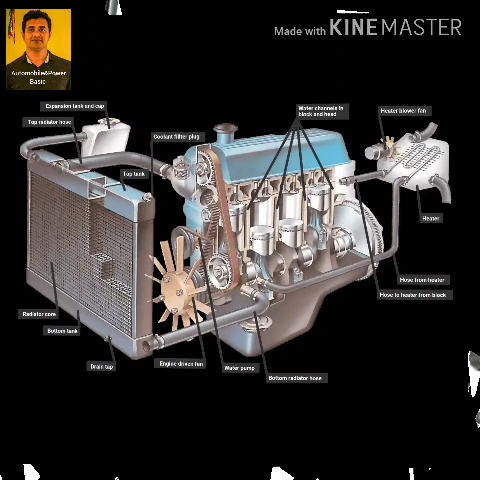 Made with KINEMASTER
Automobile&Power
Basic
Expansion tank and cap
Top radiator hose
Coolant filler plug
Top tank
Water channels in
block and head
Heater blower fan
Heater
Hose from heater
Hose to heater from block
Radiator core
Bottom tank
Drain tap
Engine driven fan
Water pump
Bottom radiator hose